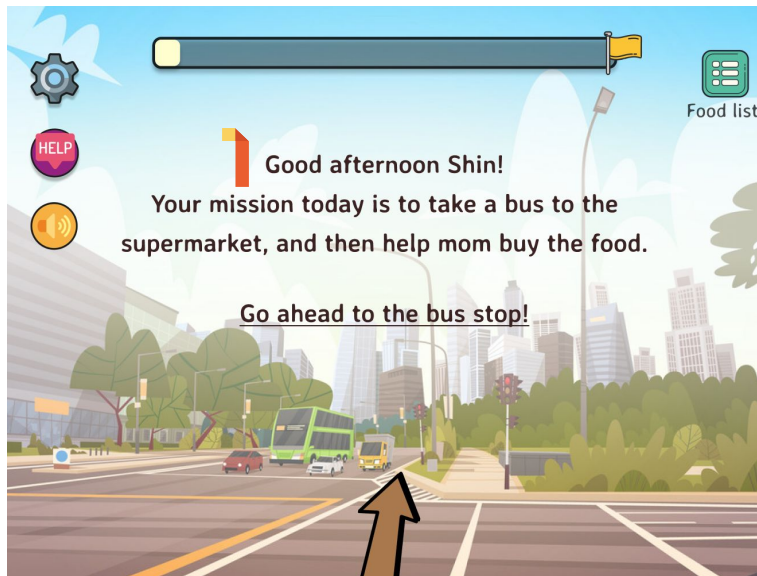 Food list
HELP
1 Good afternoon Shin!
Your mission today is to take a bus to the
supermarket, and then help mom buy the food.
Go ahead to the bus stop!